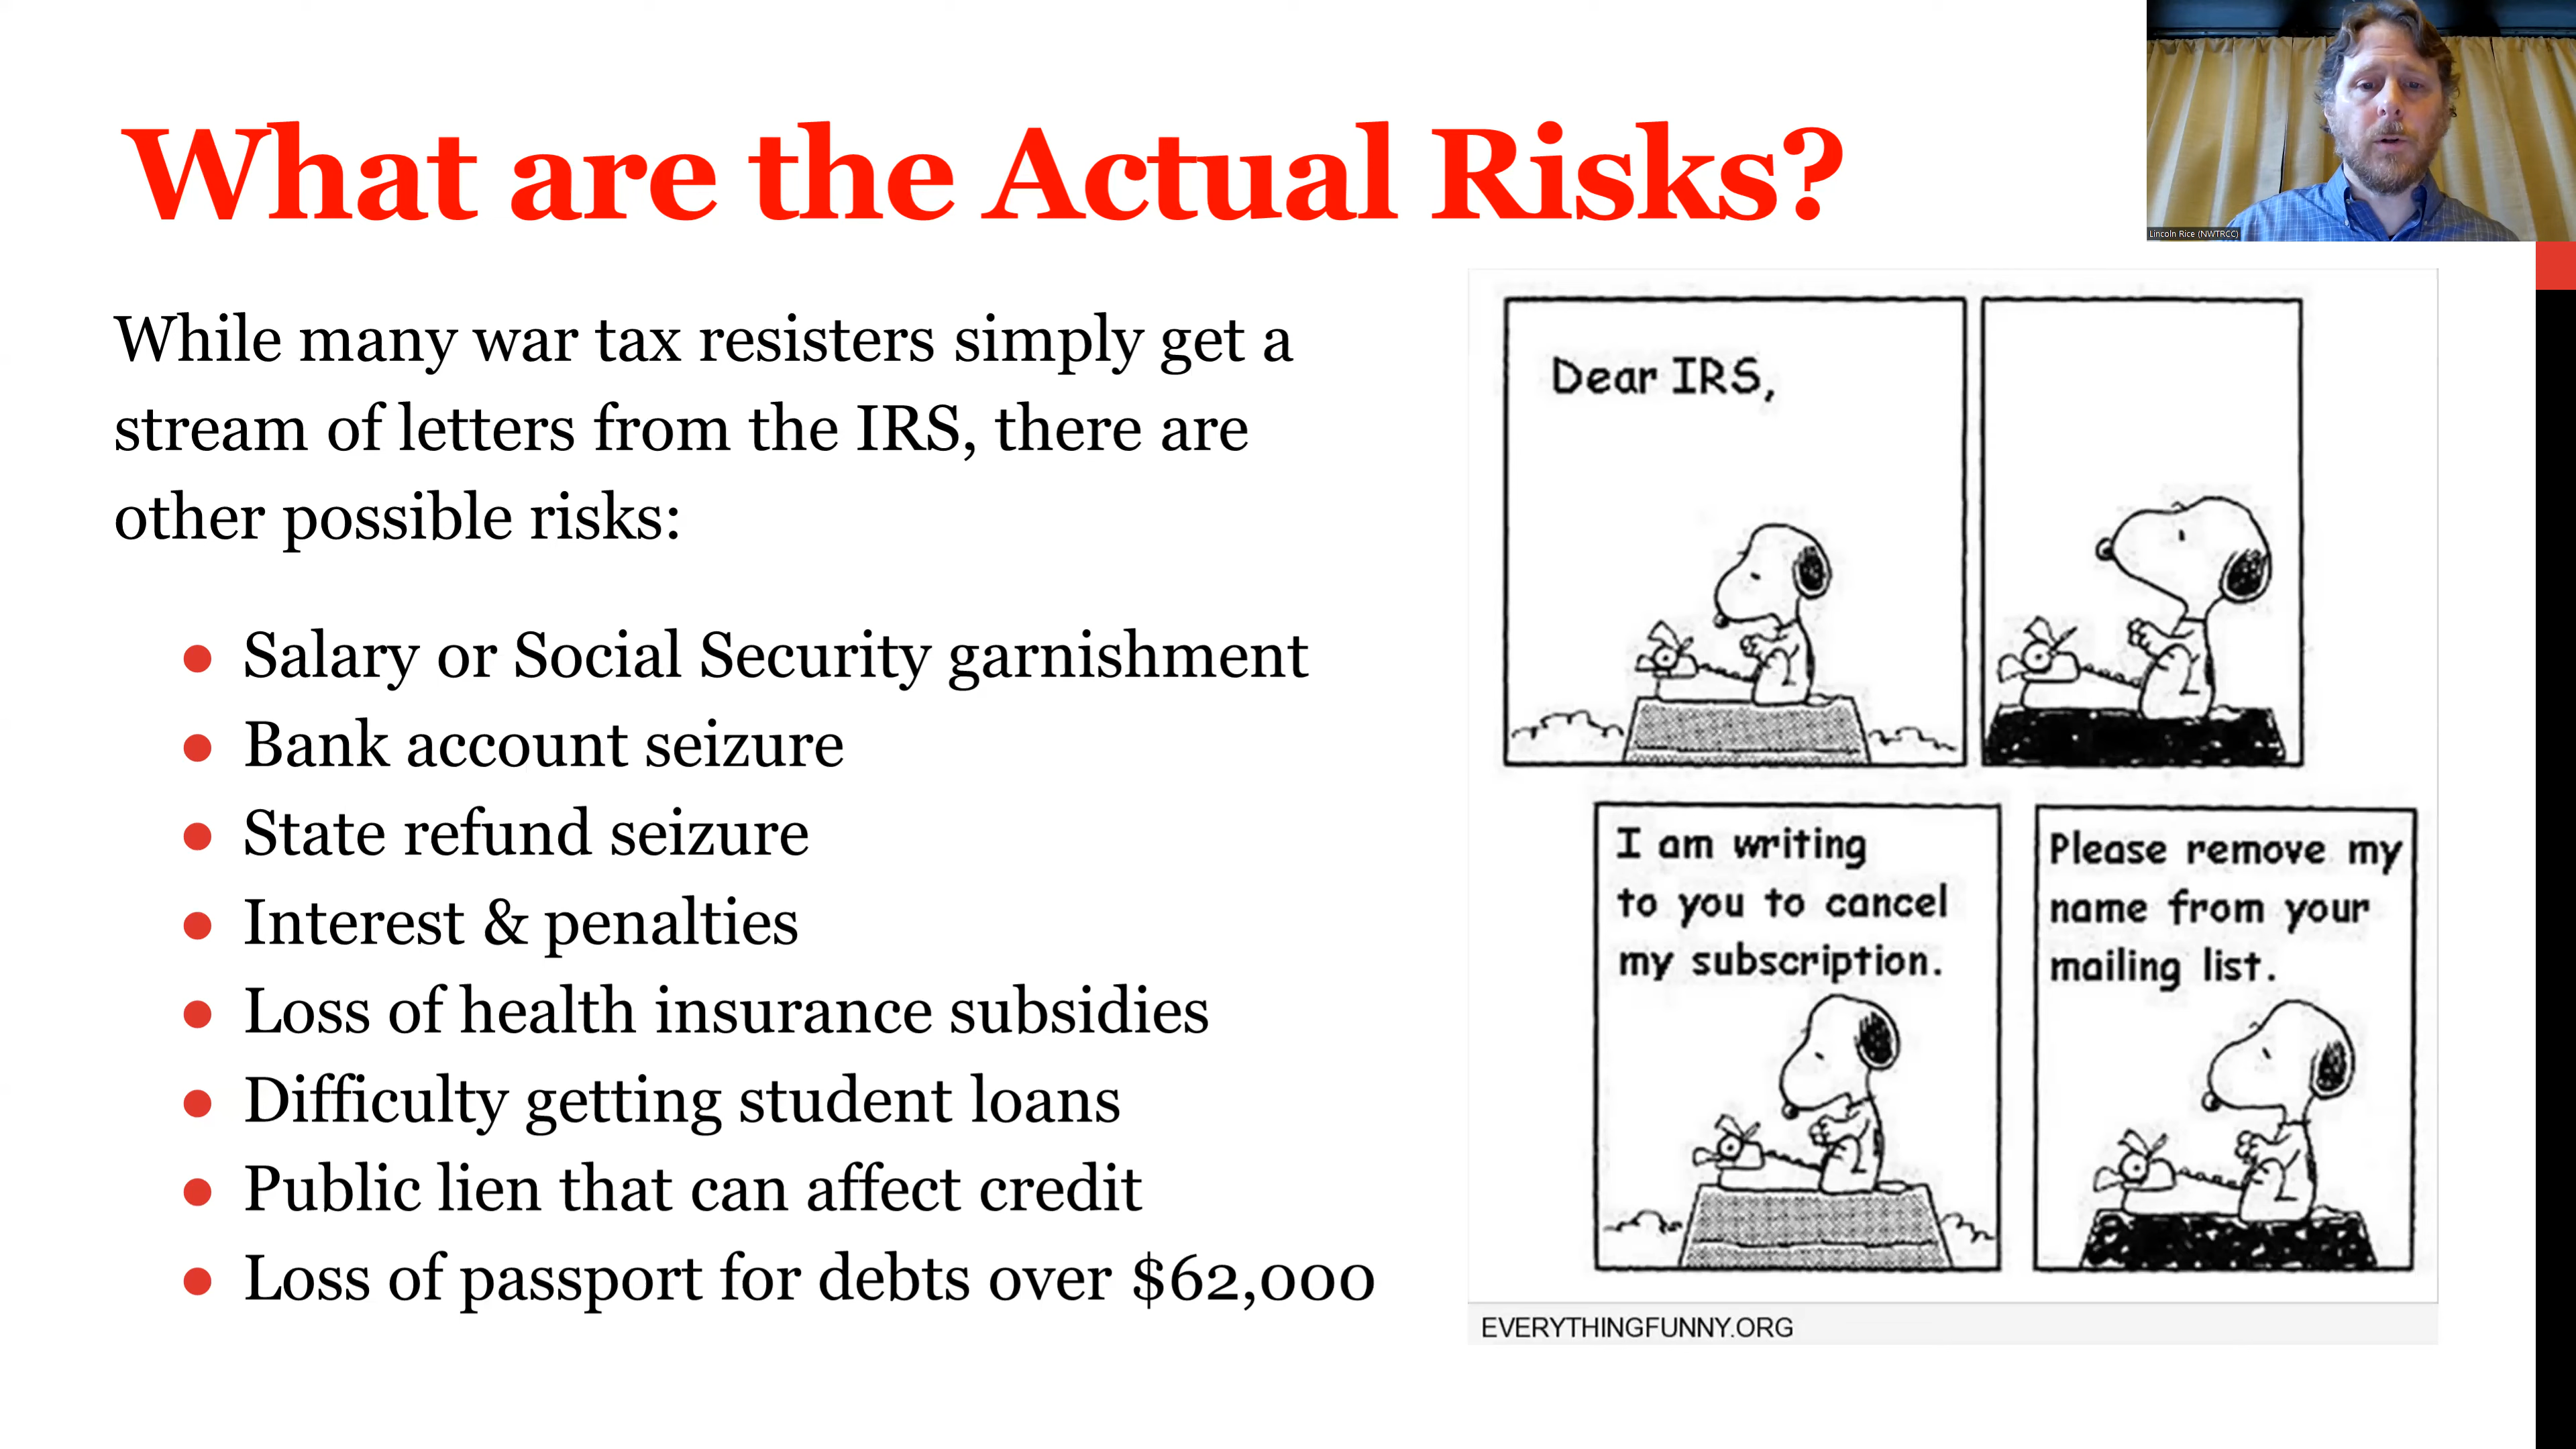 What are the Actual Risks?
Lincoln Rice (NWTRCC)
While many war tax resisters simply get a
stream of letters from the IRS, there are
other possible risks:
● Salary or Social Security garnishment
● Bank account seizure
● State refund seizure
● Interest & penalties
● Loss of health insurance subsidies
● Difficulty getting student loans
● Public lien that can affect credit
● Loss of passport for debts over $62,000
Dear IRS,
I am writing
to you to cancel
my subscription.
Please remove my
name from your
mailing list.
EVERYTHINGFUNNY.ORG